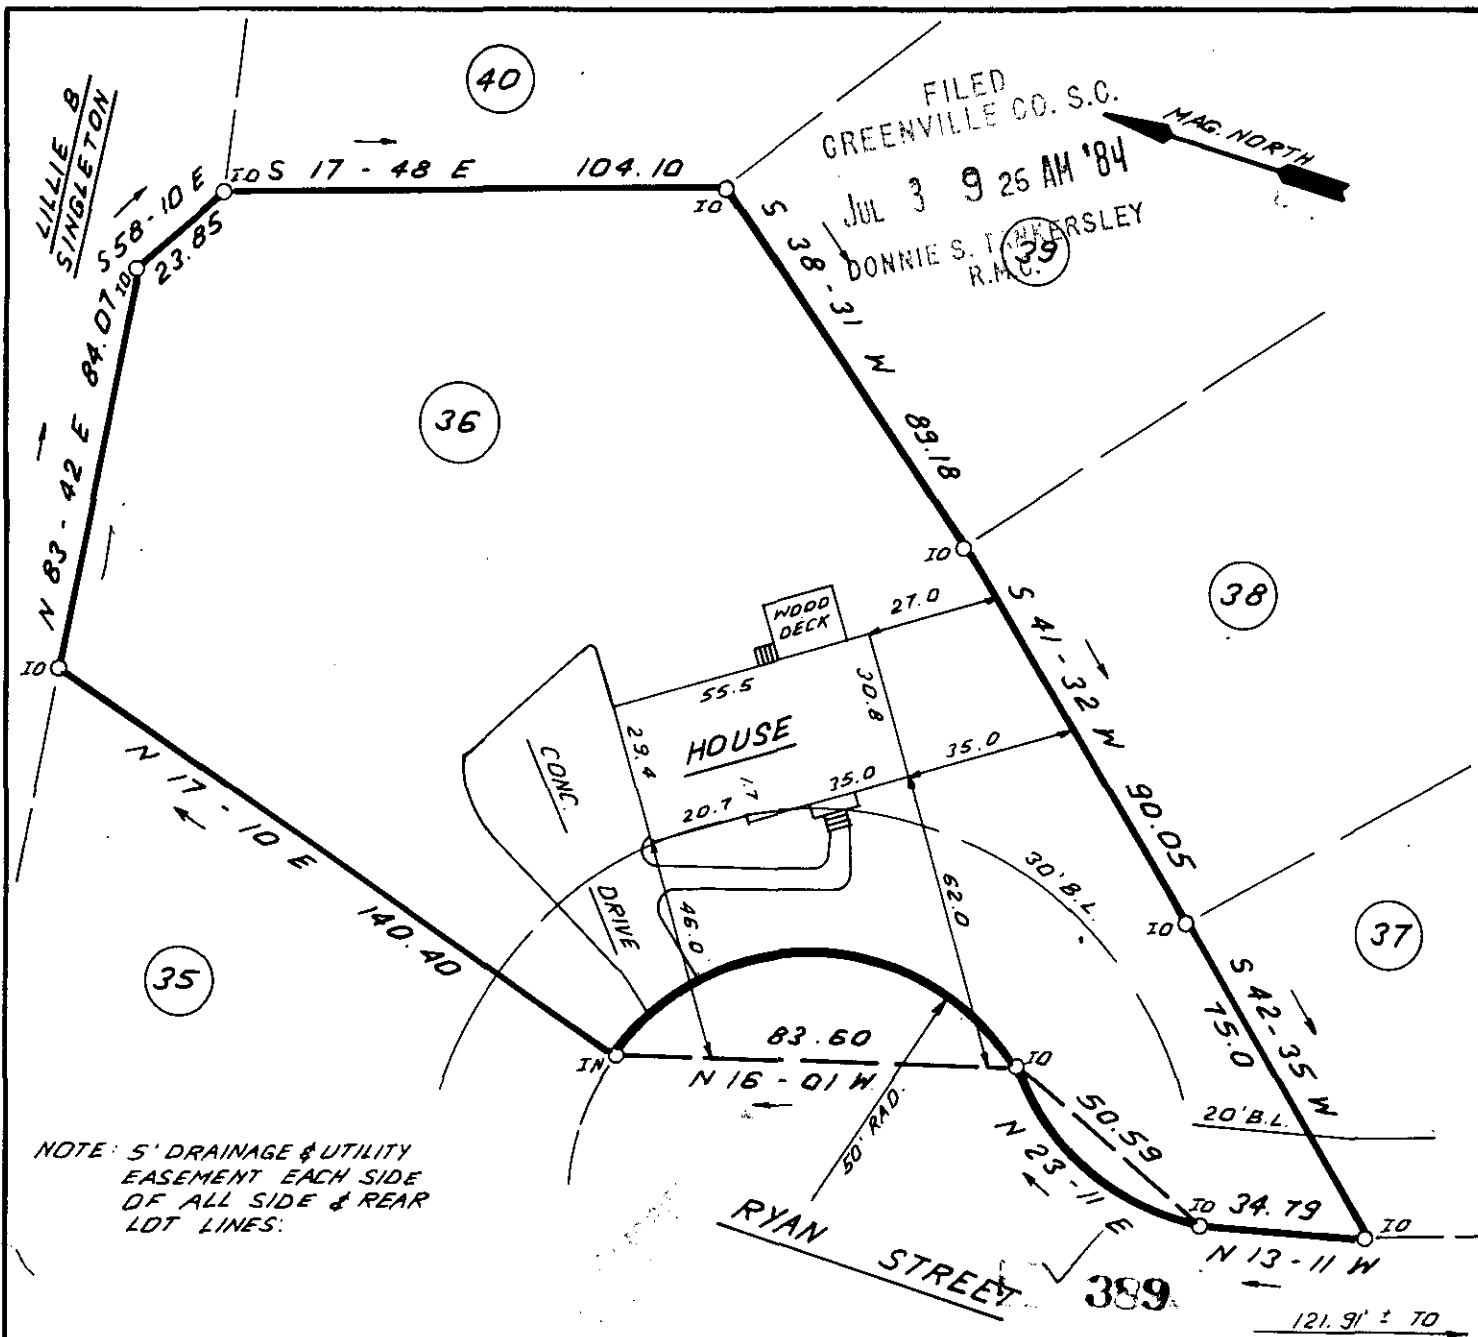 40
LILLIE B
SINGLETON
FILED
GREENVILLE CO. S.C.
JUL 3 9 25 AM '84
DONNIE S. TANKERSLEY
R.M.C.
MAG. NORTH
39
IO
S 17 - 48 E 104.10
IO
S 58-10 E
23.85
IO
N 83 - 42 E 84.07
IO
36
S 38 - 31 W 89.18
IO
38
S 41 - 32 W 90.05
IO
37
S 42 - 35 W
75.0
WOOD
DECK
27.0
55.5
30.8
HOUSE
29.4
35.0
1.7
35.0
20.7
CONC.
DRIVE
46.0
62.0
30' B.L.
N 17 - 10 E
140.40
35
IN
83.60
N 16 - 01 W
IO
50' RAD.
50.59
N 23 - 11 E
20' B.L.
IO
34.79
IO
N 13 - 11 W
NOTE: 5' DRAINAGE & UTILITY
EASEMENT EACH SIDE
OF ALL SIDE & REAR
LOT LINES.
RYAN STREET
389
121.91' ± TO